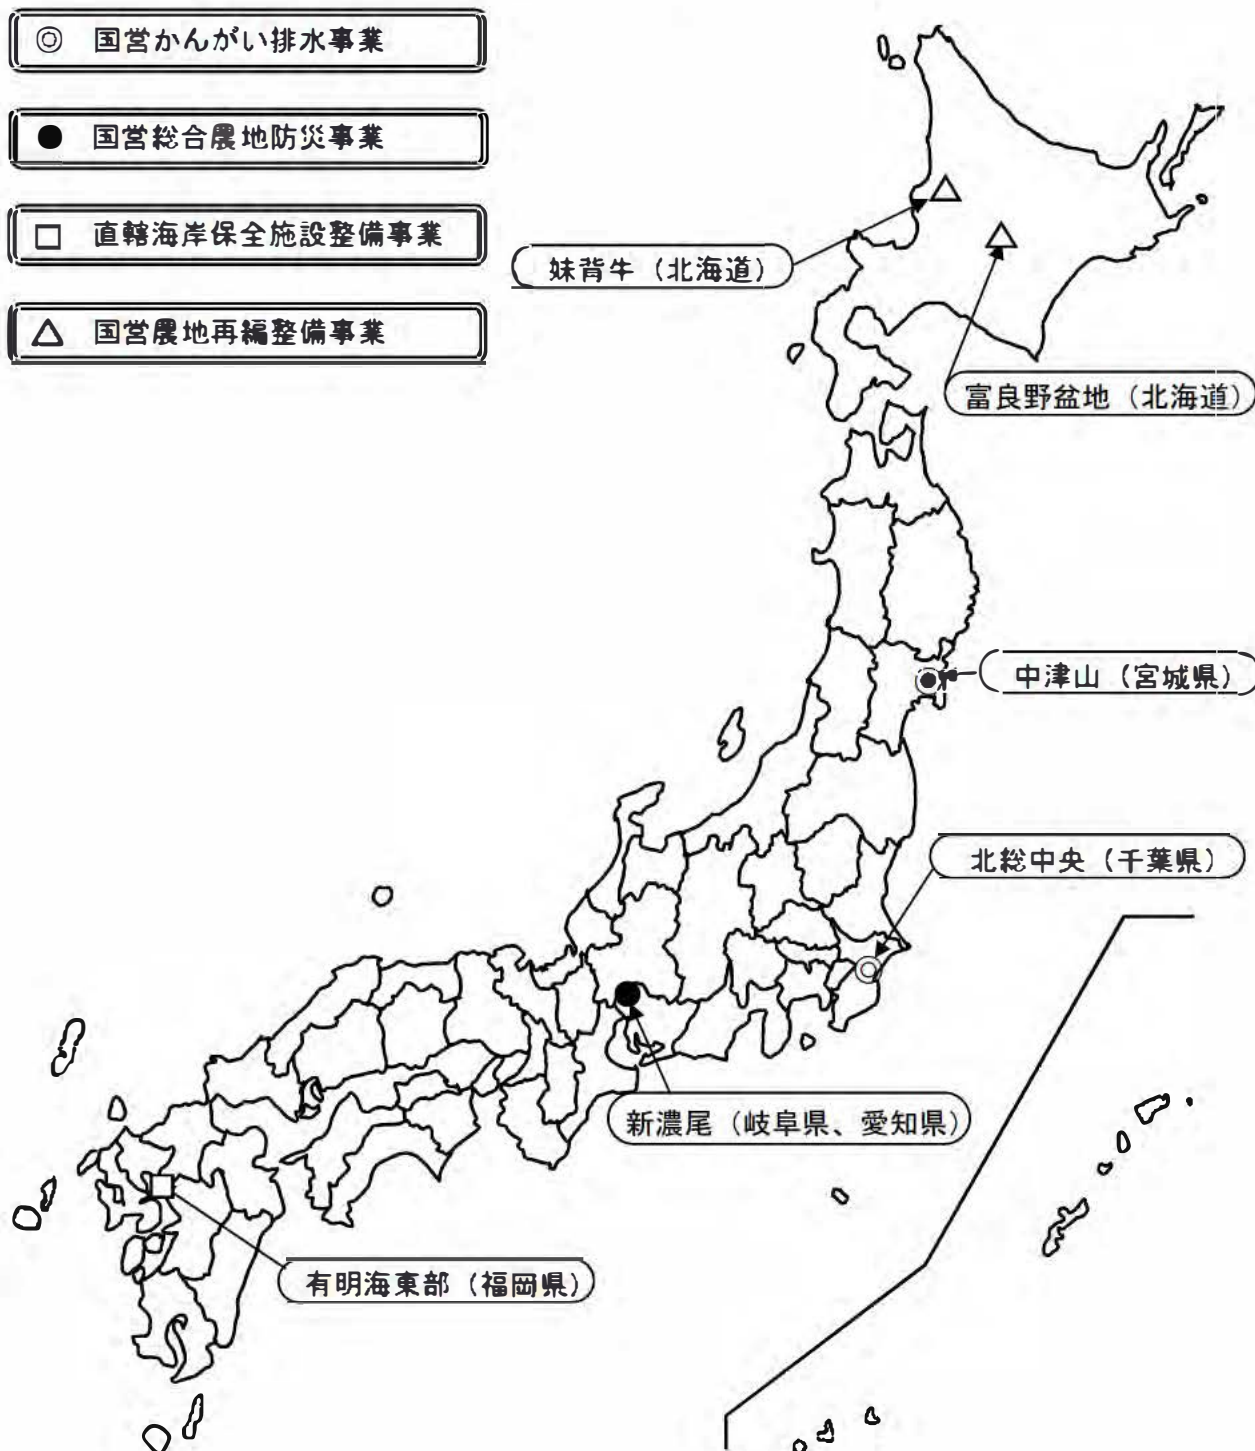 ◎ 国営かんがい排水事業
● 国営総合農地防災事業
□ 直轄海岸保全施設整備事業
△ 国営農地再編整備事業
妹背牛（北海道）
富良野盆地（北海道）
中津山（宮城県）
北総中央（千葉県）
新濃尾（岐阜県、愛知県）
有明海東部（福岡県）